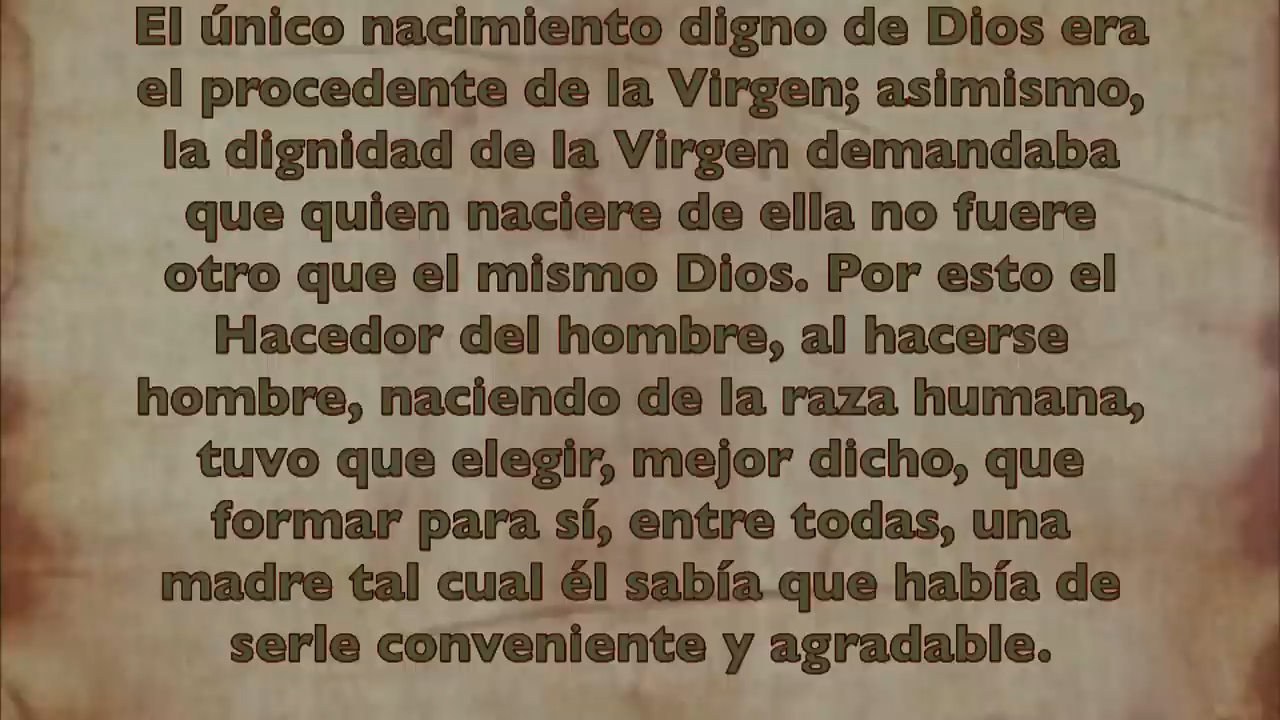 El único nacimiento digno de Dios era
el procedente de la Virgen; asimismo,
la dignidad de la Virgen demandaba
que quien naciere de ella no fuere
otro que el mismo Dios. Por esto el
Hacedor del hombre, al hacerse
hombre, naciendo de la raza humana,
tuvo que elegir, mejor dicho, que
formar para sí, entre todas, una
madre tal cual él sabía que había de
serle conveniente y agradable.